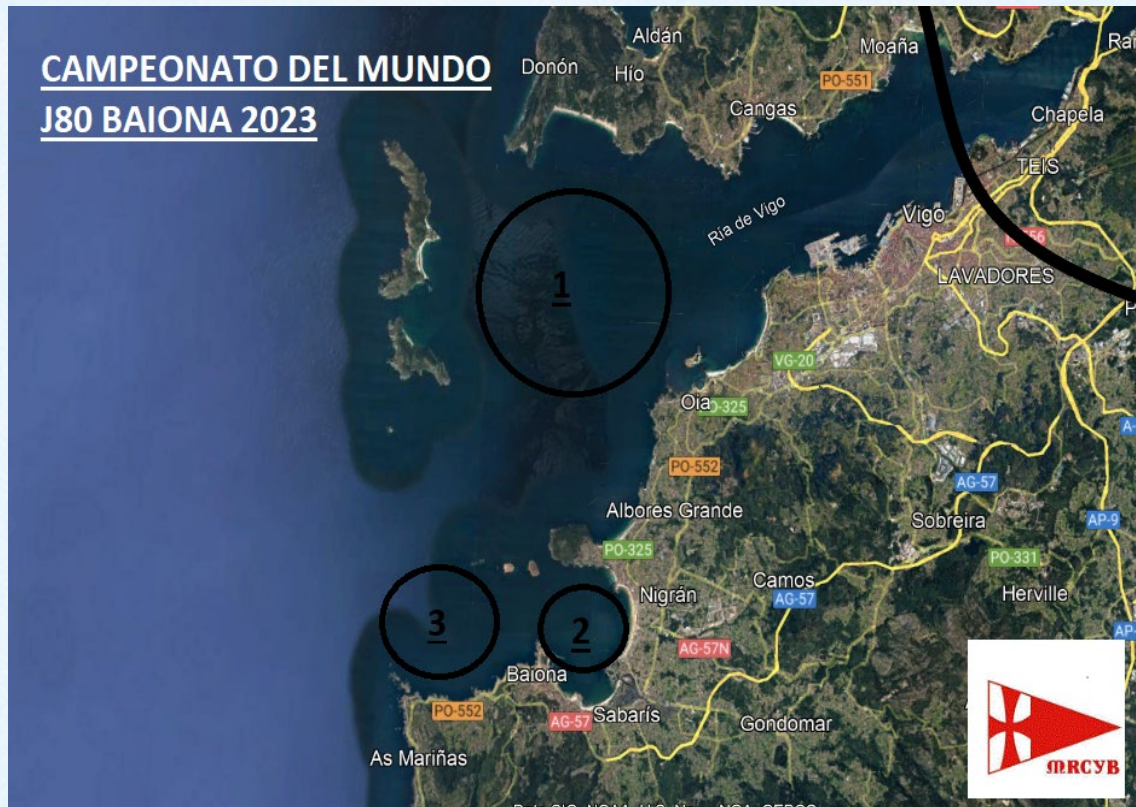 CAMPEONATO DEL MUNDO
J80 BAIONA 2023
Aldán
Donón
Hío
Moaña
PO-551
Cangas
Chapela
TEIS
Ría de Vigo
Vigo
LAVADORES
1
VG-20
Oia
PO-325
PO-552
AG-57
Albores Grande
Sobreira
AP-9
PO-325
PO-331
Camos
Nigrán
AG-57
Herville
3
2
AG-57N
Baiona
PO-552
AG-57
Sabarís
Gondomar
As Mariñas
MRCYB